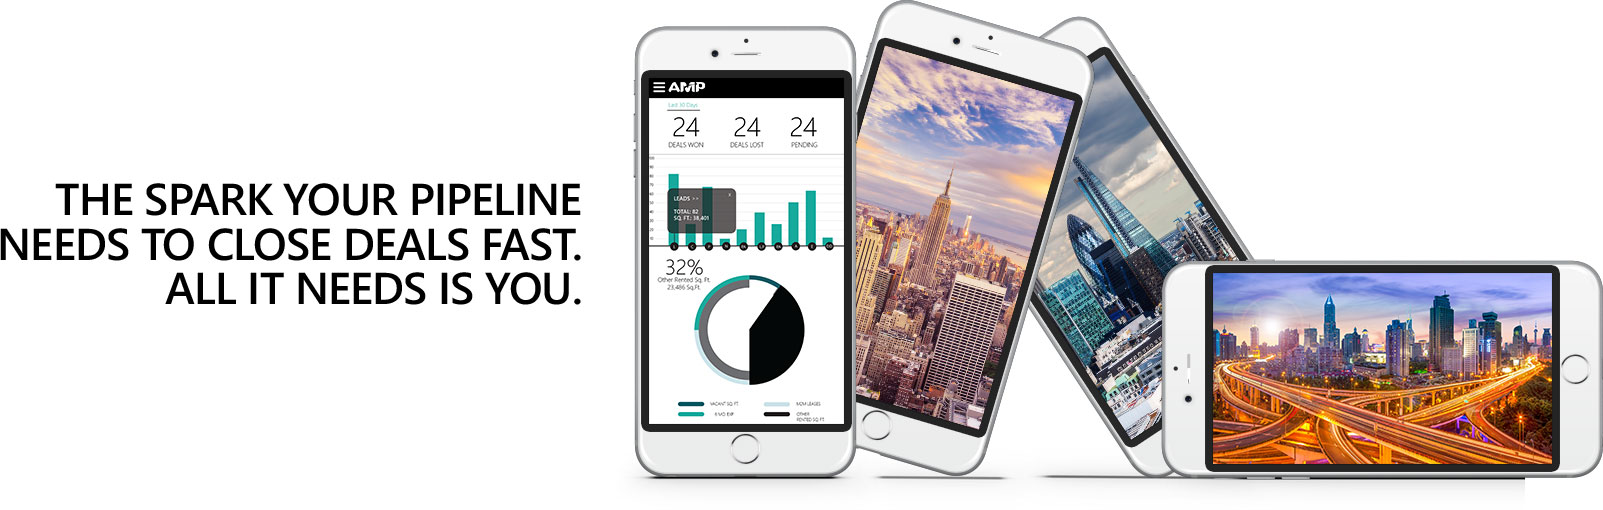 THE SPARK YOUR PIPELINE
NEEDS TO CLOSE DEALS FAST.
ALL IT NEEDS IS YOU.
AMP
Last 30 Days
24 24 24
DEALS WON DEALS LOST PENDING
LEADS >>
TOTAL: 82
SQ. FT.: 38,401
32%
Other Rented Sq. Ft.
23,486 Sq.Ft.
VACANT SQ. FT.
OTHER
RENTED SQ. FT.